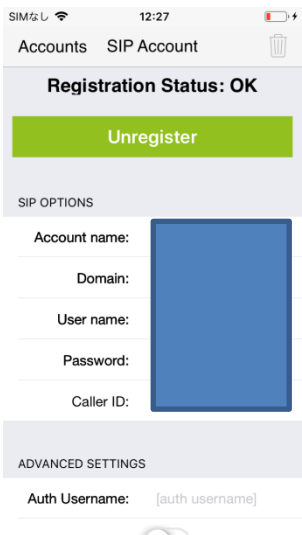 SIMなし 12:27
Accounts SIP Account
Registration Status: OK
Unregister
SIP OPTIONS
Account name:
Domain:
User name:
Password:
Caller ID:
ADVANCED SETTINGS
Auth Username: [auth username]